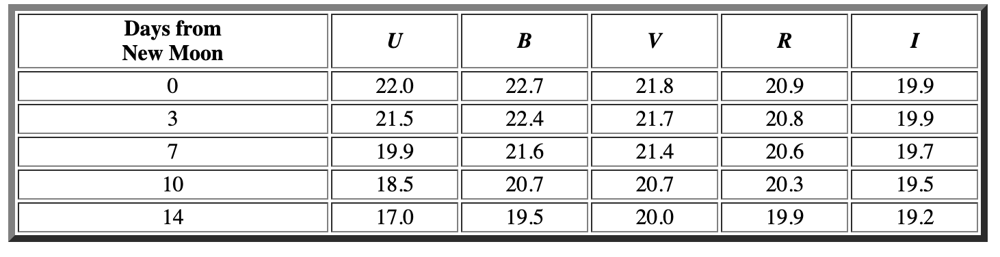 Days from
New Moon U B V R I
0 22.0 22.7 21.8 20.9 19.9
3 21.5 22.4 21.7 20.8 19.9
7 19.9 21.6 21.4 20.6 19.7
10 18.5 20.7 20.7 20.3 19.5
14 17.0 19.5 20.0 19.9 19.2